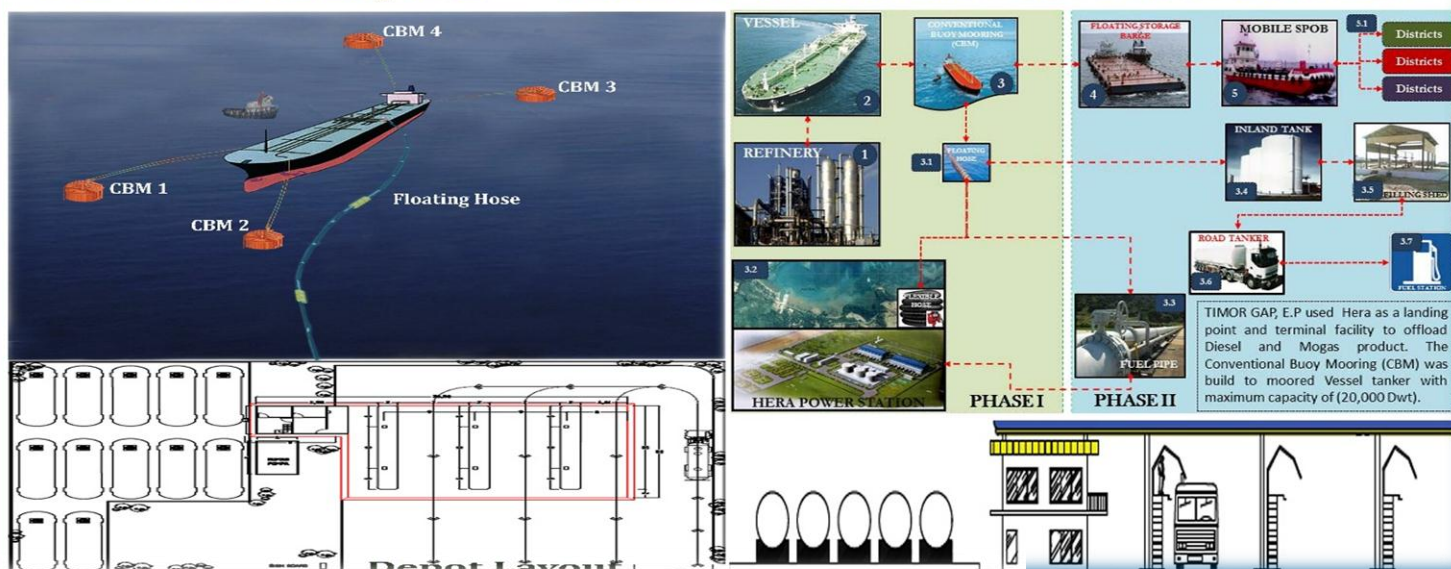 CBM 4
CBM 3
CBM 1
CBM 2
Floating Hose
VESSEL
2
CONVENTIONAL
BUOY MOORING
(CBM)
3
FLOATING STORAGE
BARGE
4
MOBILE SPOB
5
3.1
Districts
Districts
Districts
REFINERY
1
3.1
FLOATING
HOSE
INLAND TANK
3.4
3.5
FILLING SHED
ROAD TANKER
3.6
3.7
FUEL STATION
3.2
FLEXIBLE
HOSE
HERA POWER STATION
3.3
FUEL PIPE
PHASE I
PHASE II
TIMOR GAP, E.P used Hera as a landing
point and terminal facility to offload
Diesel and Mogas product. The
Conventional Buoy Mooring (CBM) was
build to moored Vessel tanker with
maximum capacity of (20,000 Dwt).
Depot Layout